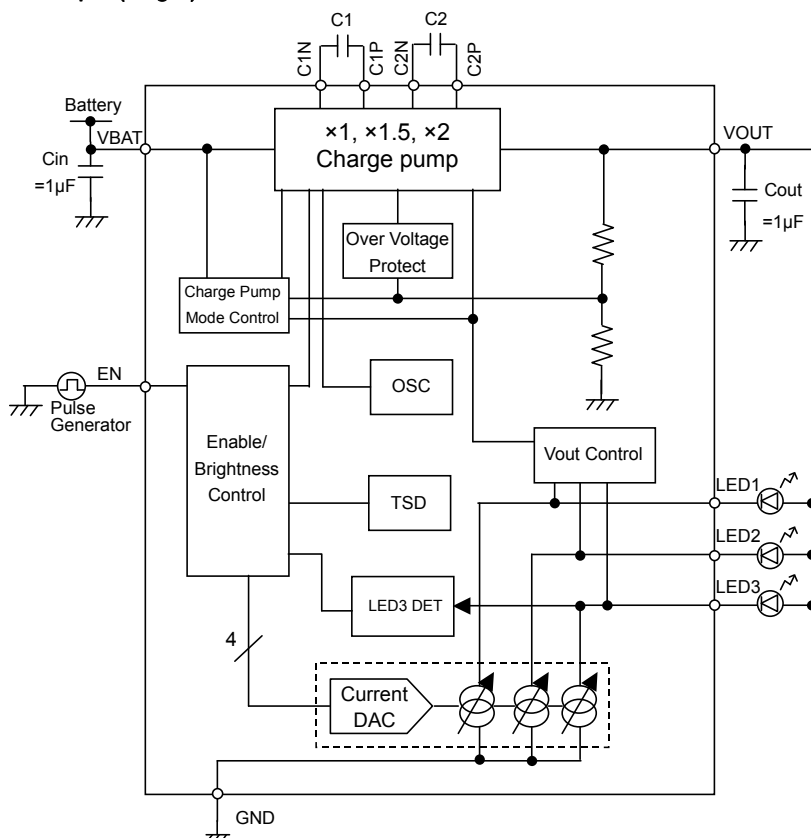 C1
C2
C1N
C1P
C2N
C2P
Battery
VBAT
×1, ×1.5, ×2
Charge pump
VOUT
Cin
=1μF
Cout
=1μF
Over Voltage
Protect
Charge Pump
Mode Control
EN
Pulse
Generator
OSC
Enable/
Brightness
Control
Vout Control
TSD
LED1
LED2
LED3
LED3 DET
4
Current
DAC
GND